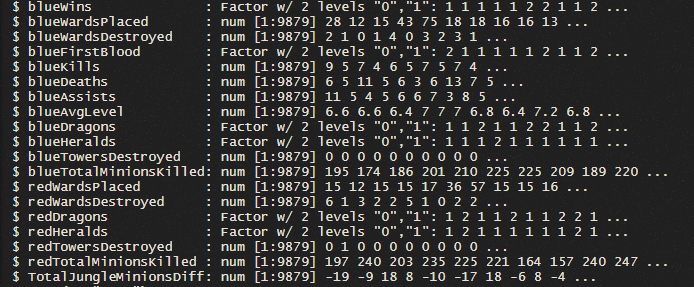 $ blueWins : Factor w/ 2 levels "0","1": 1 1 1 1 1 2 2 1 1 2 ...
$ blueWardsPlaced : num [1:9879] 28 12 15 43 75 18 18 16 16 13 ...
$ blueWardsDestroyed : num [1:9879] 2 1 0 1 4 0 3 2 3 1 ...
$ blueFirstBlood : Factor w/ 2 levels "0","1": 2 1 1 1 1 1 2 1 1 2 ...
$ blueKills : num [1:9879] 9 5 7 4 6 5 7 5 7 4 ...
$ blueDeaths : num [1:9879] 6 5 11 5 6 3 6 13 7 5 ...
$ blueAssists : num [1:9879] 11 5 4 5 6 6 7 3 8 5 ...
$ blueAvgLevel : num [1:9879] 6.6 6.6 6.4 7 7 7 6.8 6.4 7.2 6.8 ...
$ blueDragons : Factor w/ 2 levels "0","1": 1 1 2 1 1 2 2 1 1 2 ...
$ blueHeralds : Factor w/ 2 levels "0","1": 1 1 1 2 1 1 1 1 1 1 ...
$ blueTowersDestroyed : num [1:9879] 0 0 0 0 0 0 0 0 0 0 ...
$ blueTotalMinionsKilled: num [1:9879] 195 174 186 201 210 225 225 209 189 220 ...
$ redWardsPlaced : num [1:9879] 15 12 15 15 17 36 57 15 15 16 ...
$ redWardsDestroyed : num [1:9879] 6 1 3 2 2 5 1 0 2 2 ...
$ redDragons : Factor w/ 2 levels "0","1": 1 2 1 1 2 1 1 2 2 1 ...
$ redHeralds : Factor w/ 2 levels "0","1": 1 2 1 1 2 1 1 1 2 1 ...
$ redTowersDestroyed : num [1:9879] 0 1 0 0 0 0 0 0 0 0 ...
$ redTotalMinionsKilled : num [1:9879] 197 240 203 235 225 221 164 157 240 247 ...
$ TotalJungleMinionsDiff: num [1:9879] -19 -9 18 8 -10 -17 18 -6 8 -4 ...